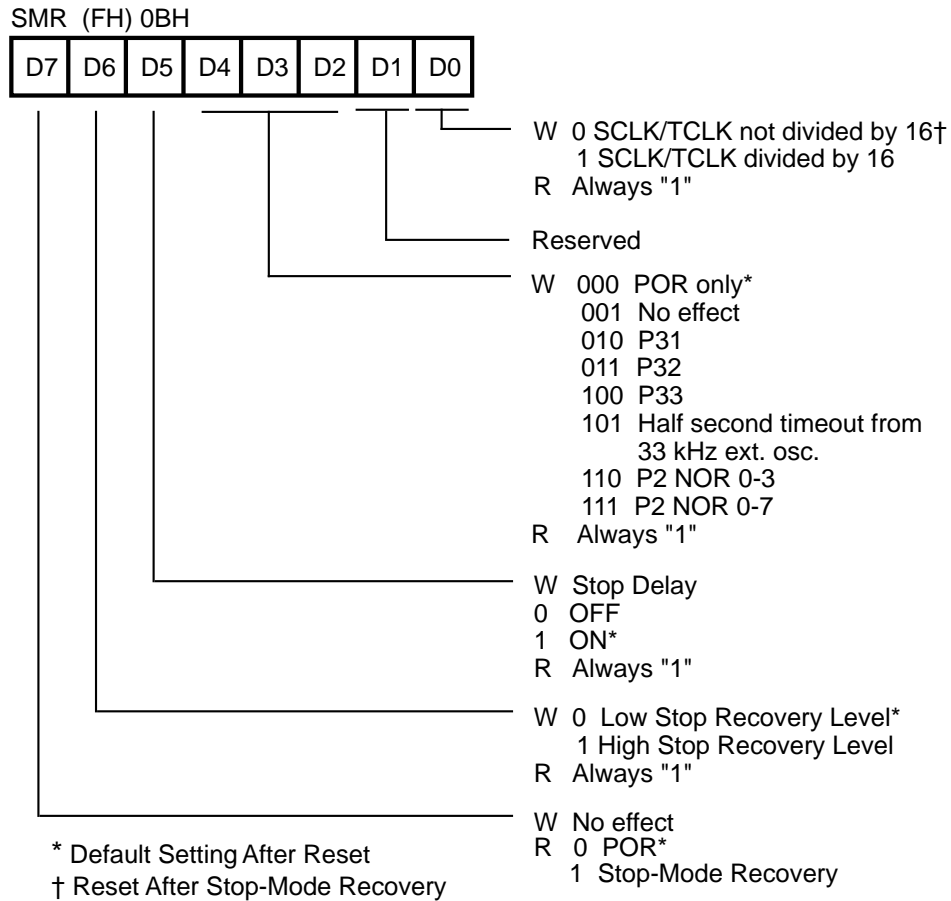 SMR (FH) 0BH
D7 D6 D5 D4 D3 D2 D1 D0
W 0 SCLK/TCLK not divided by 16†
1 SCLK/TCLK divided by 16
R Always "1"
Reserved
W 000 POR only*
001 No effect
010 P31
011 P32
100 P33
101 Half second timeout from
33 kHz ext. osc.
110 P2 NOR 0-3
111 P2 NOR 0-7
R Always "1"
W Stop Delay
0 OFF
1 ON*
R Always "1"
W 0 Low Stop Recovery Level*
1 High Stop Recovery Level
R Always "1"
W No effect
R 0 POR*
1 Stop-Mode Recovery
* Default Setting After Reset
† Reset After Stop-Mode Recovery